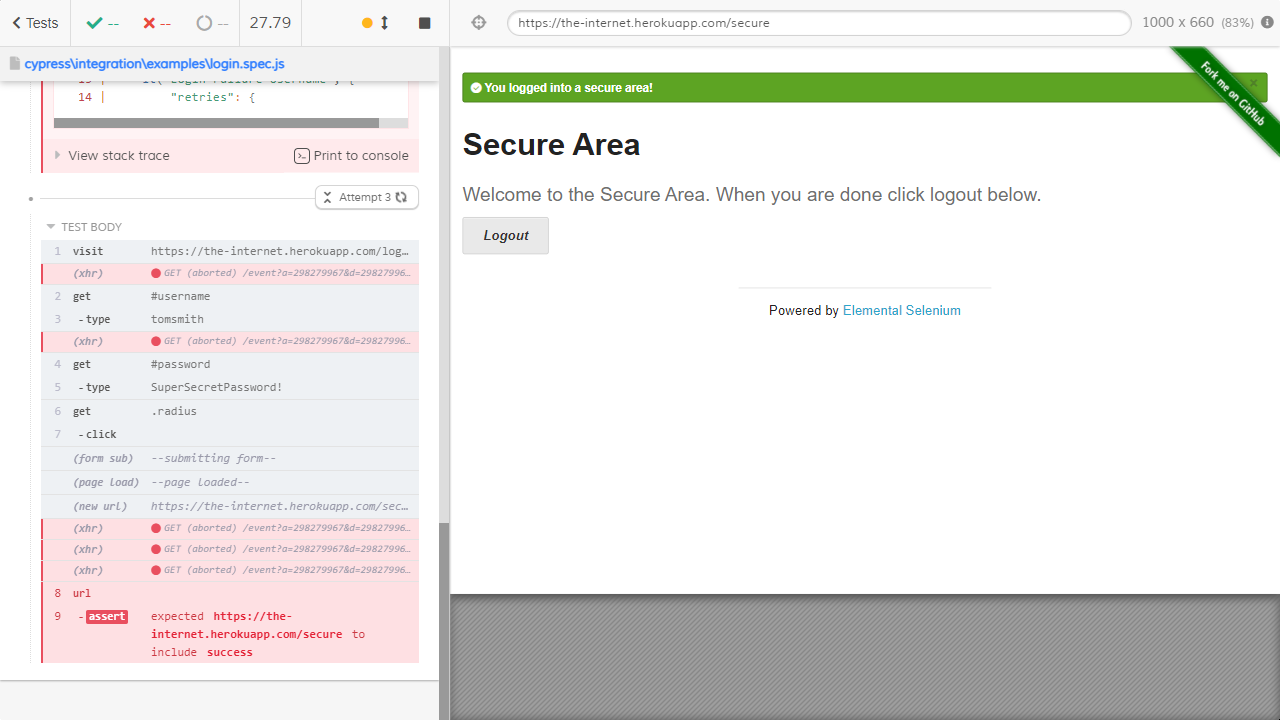 Tests
--
--
--
27.79
https://the-internet.herokuapp.com/secure
1000 x 660 (83%)
cypress\integration\examples\login.spec.js
14 | "retries": {
View stack trace
Print to console
Attempt 3
TEST BODY
1 visit https://the-internet.herokuapp.com/log…
(xhr) GET (aborted) /event?a=298279967&d=29827996…
2 get #username
3 -type tomsmith
(xhr) GET (aborted) /event?a=298279967&d=29827996…
4 get #password
5 -type SuperSecretPassword!
6 get .radius
7 -click
(form sub) --submitting form--
(page load) --page loaded--
(new url) https://the-internet.herokuapp.com/sec…
(xhr) GET (aborted) /event?a=298279967&d=29827996…
(xhr) GET (aborted) /event?a=298279967&d=29827996…
(xhr) GET (aborted) /event?a=298279967&d=29827996…
8 url
9 -assert expected https://the-
internet.herokuapp.com/secure to
include success
You logged into a secure area!
Fork me on GitHub
Secure Area
Welcome to the Secure Area. When you are done click logout below.
Logout
Powered by Elemental Selenium